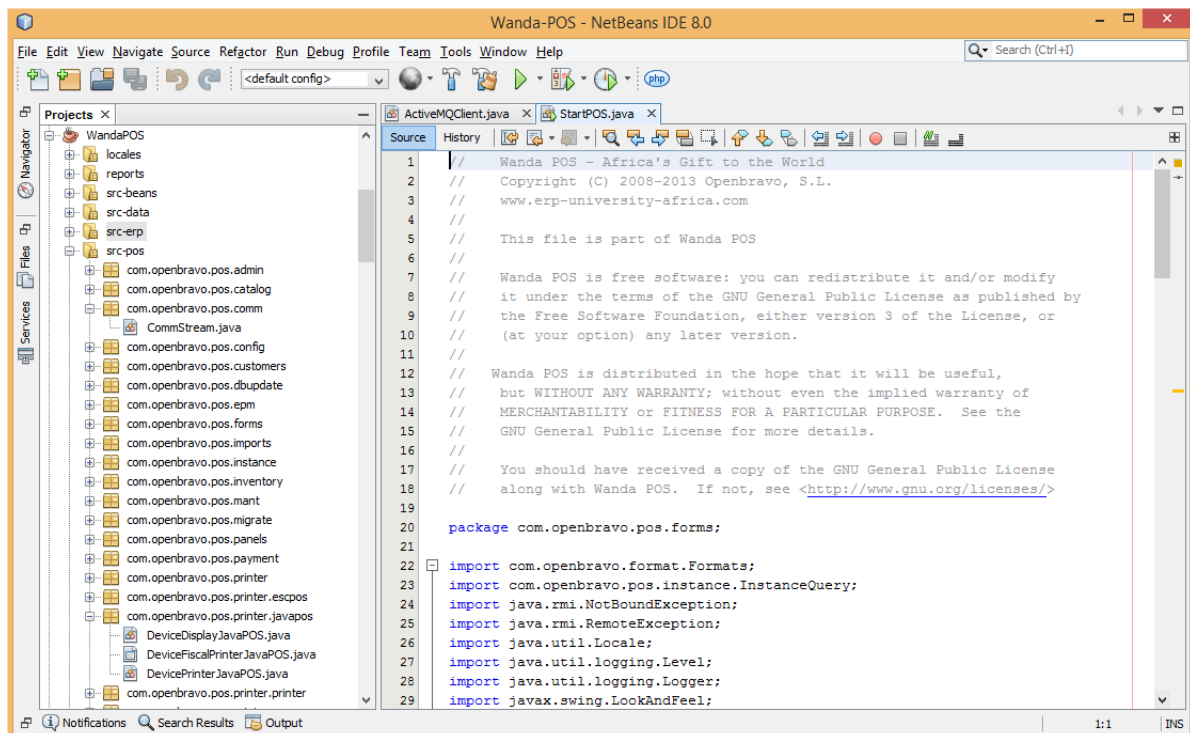 Wanda-POS - NetBeans IDE 8.0
File Edit View Navigate Source Refactor Run Debug Profile Team Tools Window Help
Search (Ctrl+I)
<default config>
php
Projects
Navigator
Files
Services
WandaPOS
locales
reports
src-beans
src-data
src-erp
src-pos
com.openbravo.pos.admin
com.openbravo.pos.catalog
com.openbravo.pos.comm
CommStream.java
com.openbravo.pos.config
com.openbravo.pos.customers
com.openbravo.pos.dbupdate
com.openbravo.pos.epm
com.openbravo.pos.forms
com.openbravo.pos.imports
com.openbravo.pos.instance
com.openbravo.pos.inventory
com.openbravo.pos.mant
com.openbravo.pos.migrate
com.openbravo.pos.panels
com.openbravo.pos.payment
com.openbravo.pos.printer
com.openbravo.pos.printer.escpos
com.openbravo.pos.printer.javapos
DeviceDisplayJavaPOS.java
DeviceFiscalPrinterJavaPOS.java
DevicePrinterJavaPOS.java
com.openbravo.pos.printer.printer
ActiveMQClient.java StartPOS.java
Source History
1 // Wanda POS - Africa's Gift to the World
2 // Copyright (C) 2008-2013 Openbravo, S.L.
3 // www.erp-university-africa.com
4 //
5 // This file is part of Wanda POS
6 //
7 // Wanda POS is free software: you can redistribute it and/or modify
8 // it under the terms of the GNU General Public License as published by
9 // the Free Software Foundation, either version 3 of the License, or
10 // (at your option) any later version.
11 //
12 // Wanda POS is distributed in the hope that it will be useful,
13 // but WITHOUT ANY WARRANTY; without even the implied warranty of
14 // MERCHANTABILITY or FITNESS FOR A PARTICULAR PURPOSE. See the
15 // GNU General Public License for more details.
16 //
17 // You should have received a copy of the GNU General Public License
18 // along with Wanda POS. If not, see <http://www.gnu.org/licenses/>
19
20 package com.openbravo.pos.forms;
21
22 import com.openbravo.format.Formats;
23 import com.openbravo.pos.instance.InstanceQuery;
24 import java.rmi.NotBoundException;
25 import java.rmi.RemoteException;
26 import java.util.Locale;
27 import java.util.logging.Level;
28 import java.util.logging.Logger;
29 import javax.swing.LookAndFeel;
Notifications Search Results Output
1:1 INS